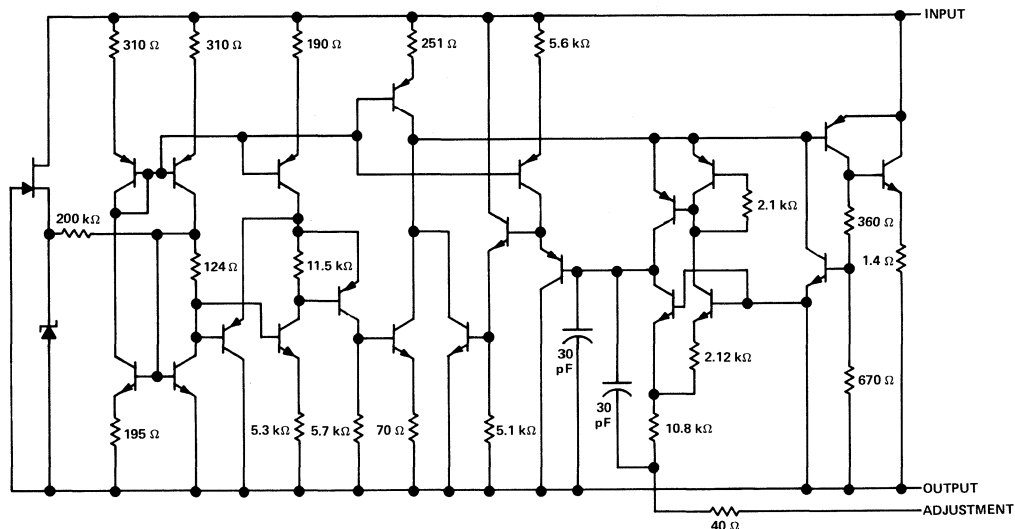 INPUT
310 Ω
310 Ω
190 Ω
251 Ω
5.6 kΩ
200 kΩ
124 Ω
11.5 kΩ
2.1 kΩ
360 Ω
1.4 Ω
30
pF
30
pF
2.12 kΩ
670 Ω
195 Ω
5.3 kΩ
5.7 kΩ
70 Ω
5.1 kΩ
10.8 kΩ
OUTPUT
ADJUSTMENT
40 Ω